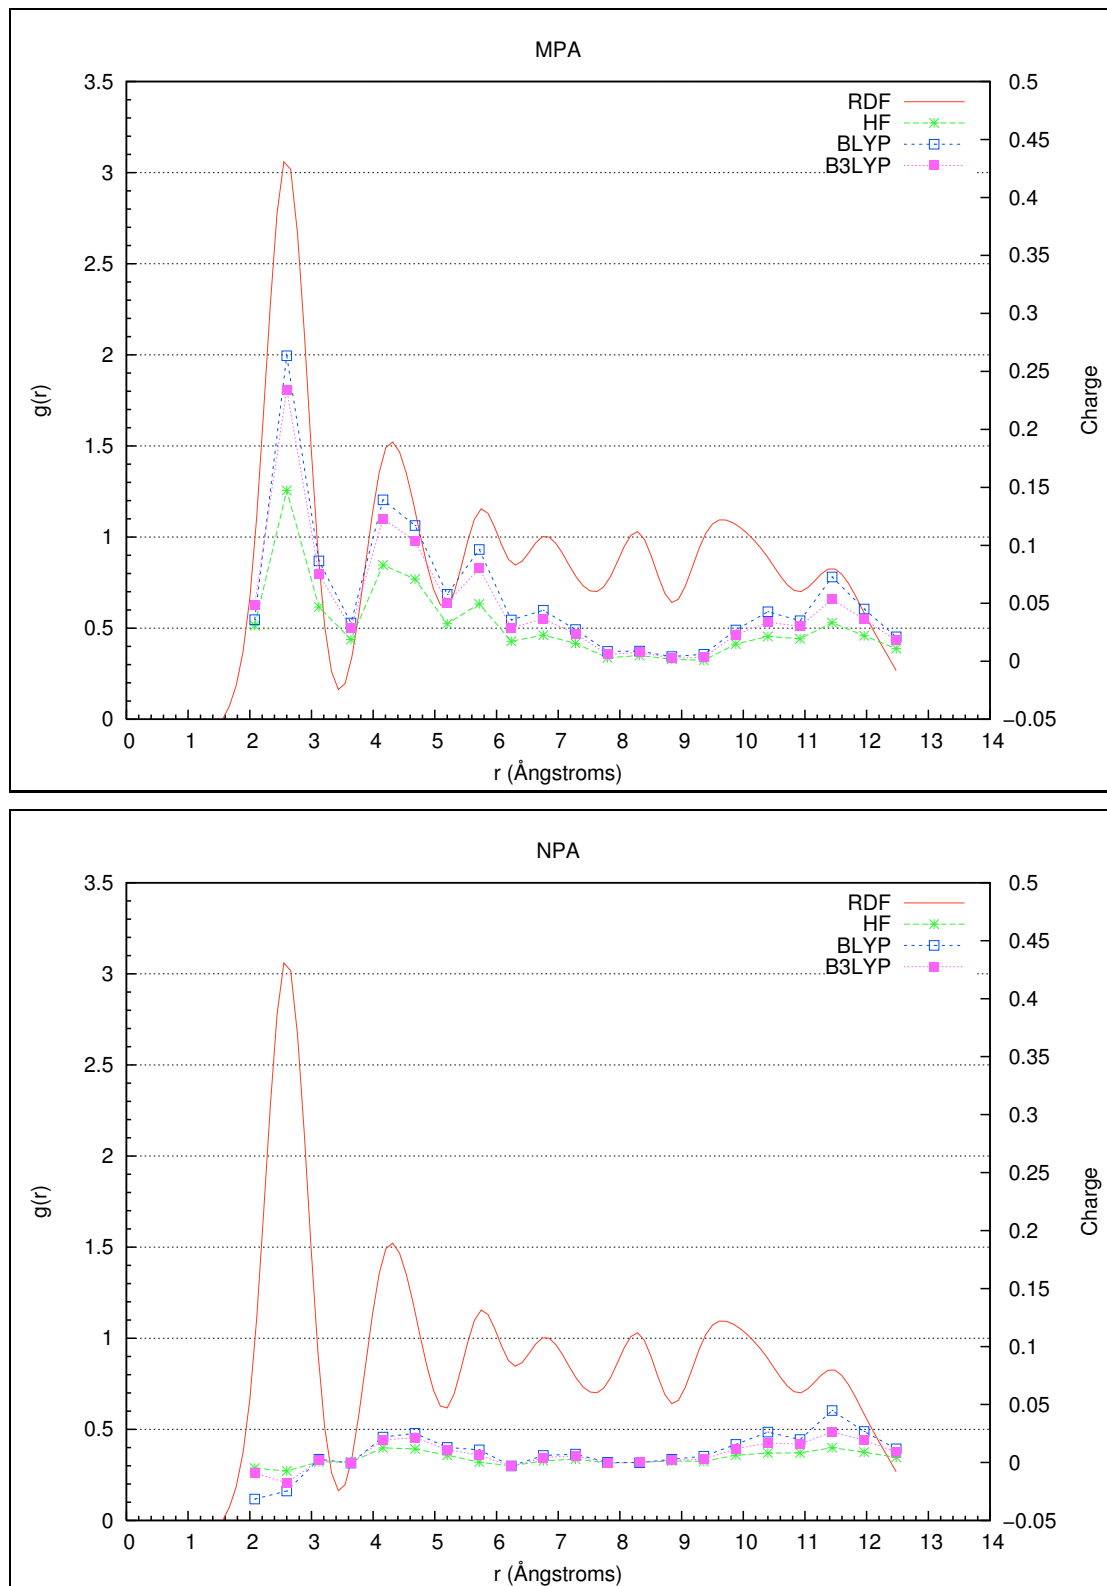 MPA
3.5
3
2.5
2
1.5
1
0.5
0
g(r)
0.5
0.45
0.4
0.35
0.3
0.25
0.2
0.15
0.1
0.05
0
−0.05
Charge
RDF
HF
BLYP
B3LYP
0 1 2 3 4 5 6 7 8 9 10 11 12 13 14
r (Ångstroms)
NPA
3.5
3
2.5
2
1.5
1
0.5
0
g(r)
0.5
0.45
0.4
0.35
0.3
0.25
0.2
0.15
0.1
0.05
0
−0.05
Charge
RDF
HF
BLYP
B3LYP
0 1 2 3 4 5 6 7 8 9 10 11 12 13 14
r (Ångstroms)